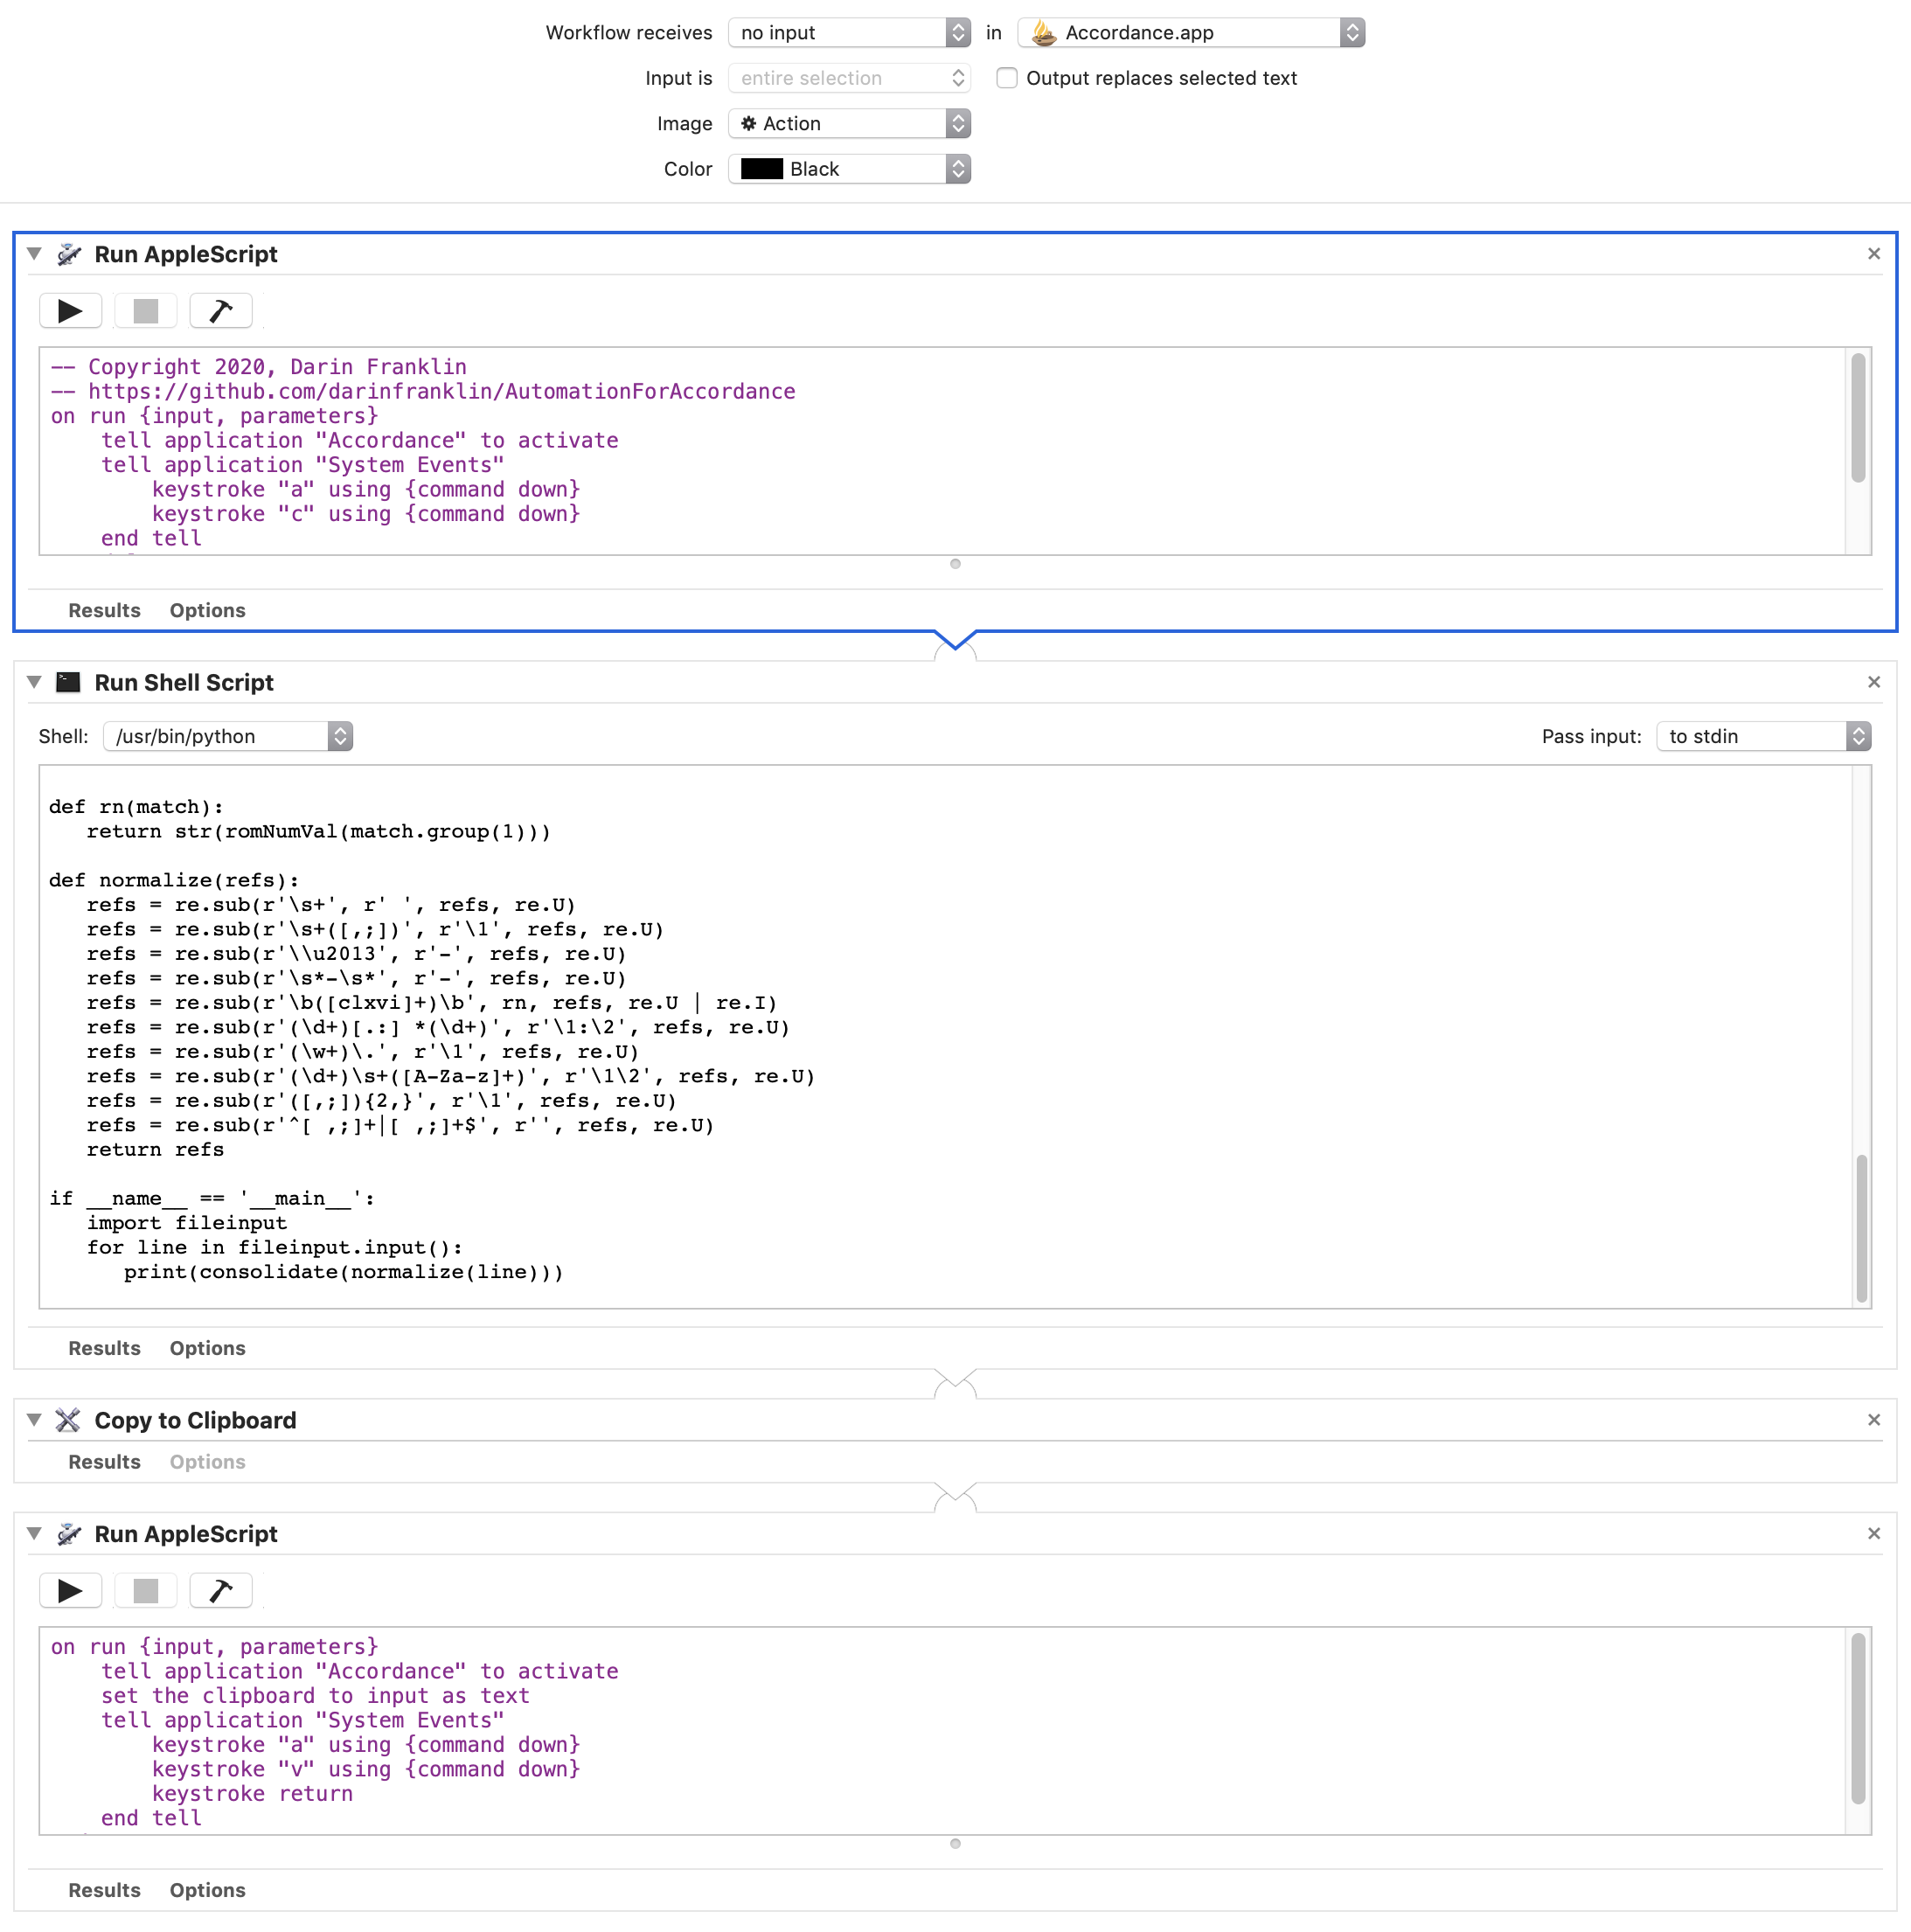 Workflow receives no input in Accordance.app
Input is entire selection Output replaces selected text
Image Action
Color Black
Run AppleScript
-- Copyright 2020, Darin Franklin
-- https://github.com/darinfranklin/AutomationForAccordance
on run {input, parameters}
    tell application "Accordance" to activate
    tell application "System Events"
        keystroke "a" using {command down}
        keystroke "c" using {command down}
    end tell
Results Options
Run Shell Script
Shell: /usr/bin/python Pass input: to stdin
def rn(match):
   return str(romNumVal(match.group(1)))
def normalize(refs):
   refs = re.sub(r'\s+', r' ', refs, re.U)
   refs = re.sub(r'\s+([,;])', r'\1', refs, re.U)
   refs = re.sub(r'\\u2013', r'-', refs, re.U)
   refs = re.sub(r'\s*-\s*', r'-', refs, re.U)
   refs = re.sub(r'\b([clxvi]+)\b', rn, refs, re.U | re.I)
   refs = re.sub(r'(\d+)[.:] *(\d+)', r'\1:\2', refs, re.U)
   refs = re.sub(r'(\w+)\.', r'\1', refs, re.U)
   refs = re.sub(r'(\d+)\s+([A-Za-z]+)', r'\1\2', refs, re.U)
   refs = re.sub(r'([,;]){2,}', r'\1', refs, re.U)
   refs = re.sub(r'^[ ,;]+|[ ,;]+$', r'', refs, re.U)
   return refs
if __name__ == '__main__':
   import fileinput
   for line in fileinput.input():
      print(consolidate(normalize(line)))
Results Options
Copy to Clipboard
Results Options
Run AppleScript
on run {input, parameters}
    tell application "Accordance" to activate
    set the clipboard to input as text
    tell application "System Events"
        keystroke "a" using {command down}
        keystroke "v" using {command down}
        keystroke return
    end tell
Results Options